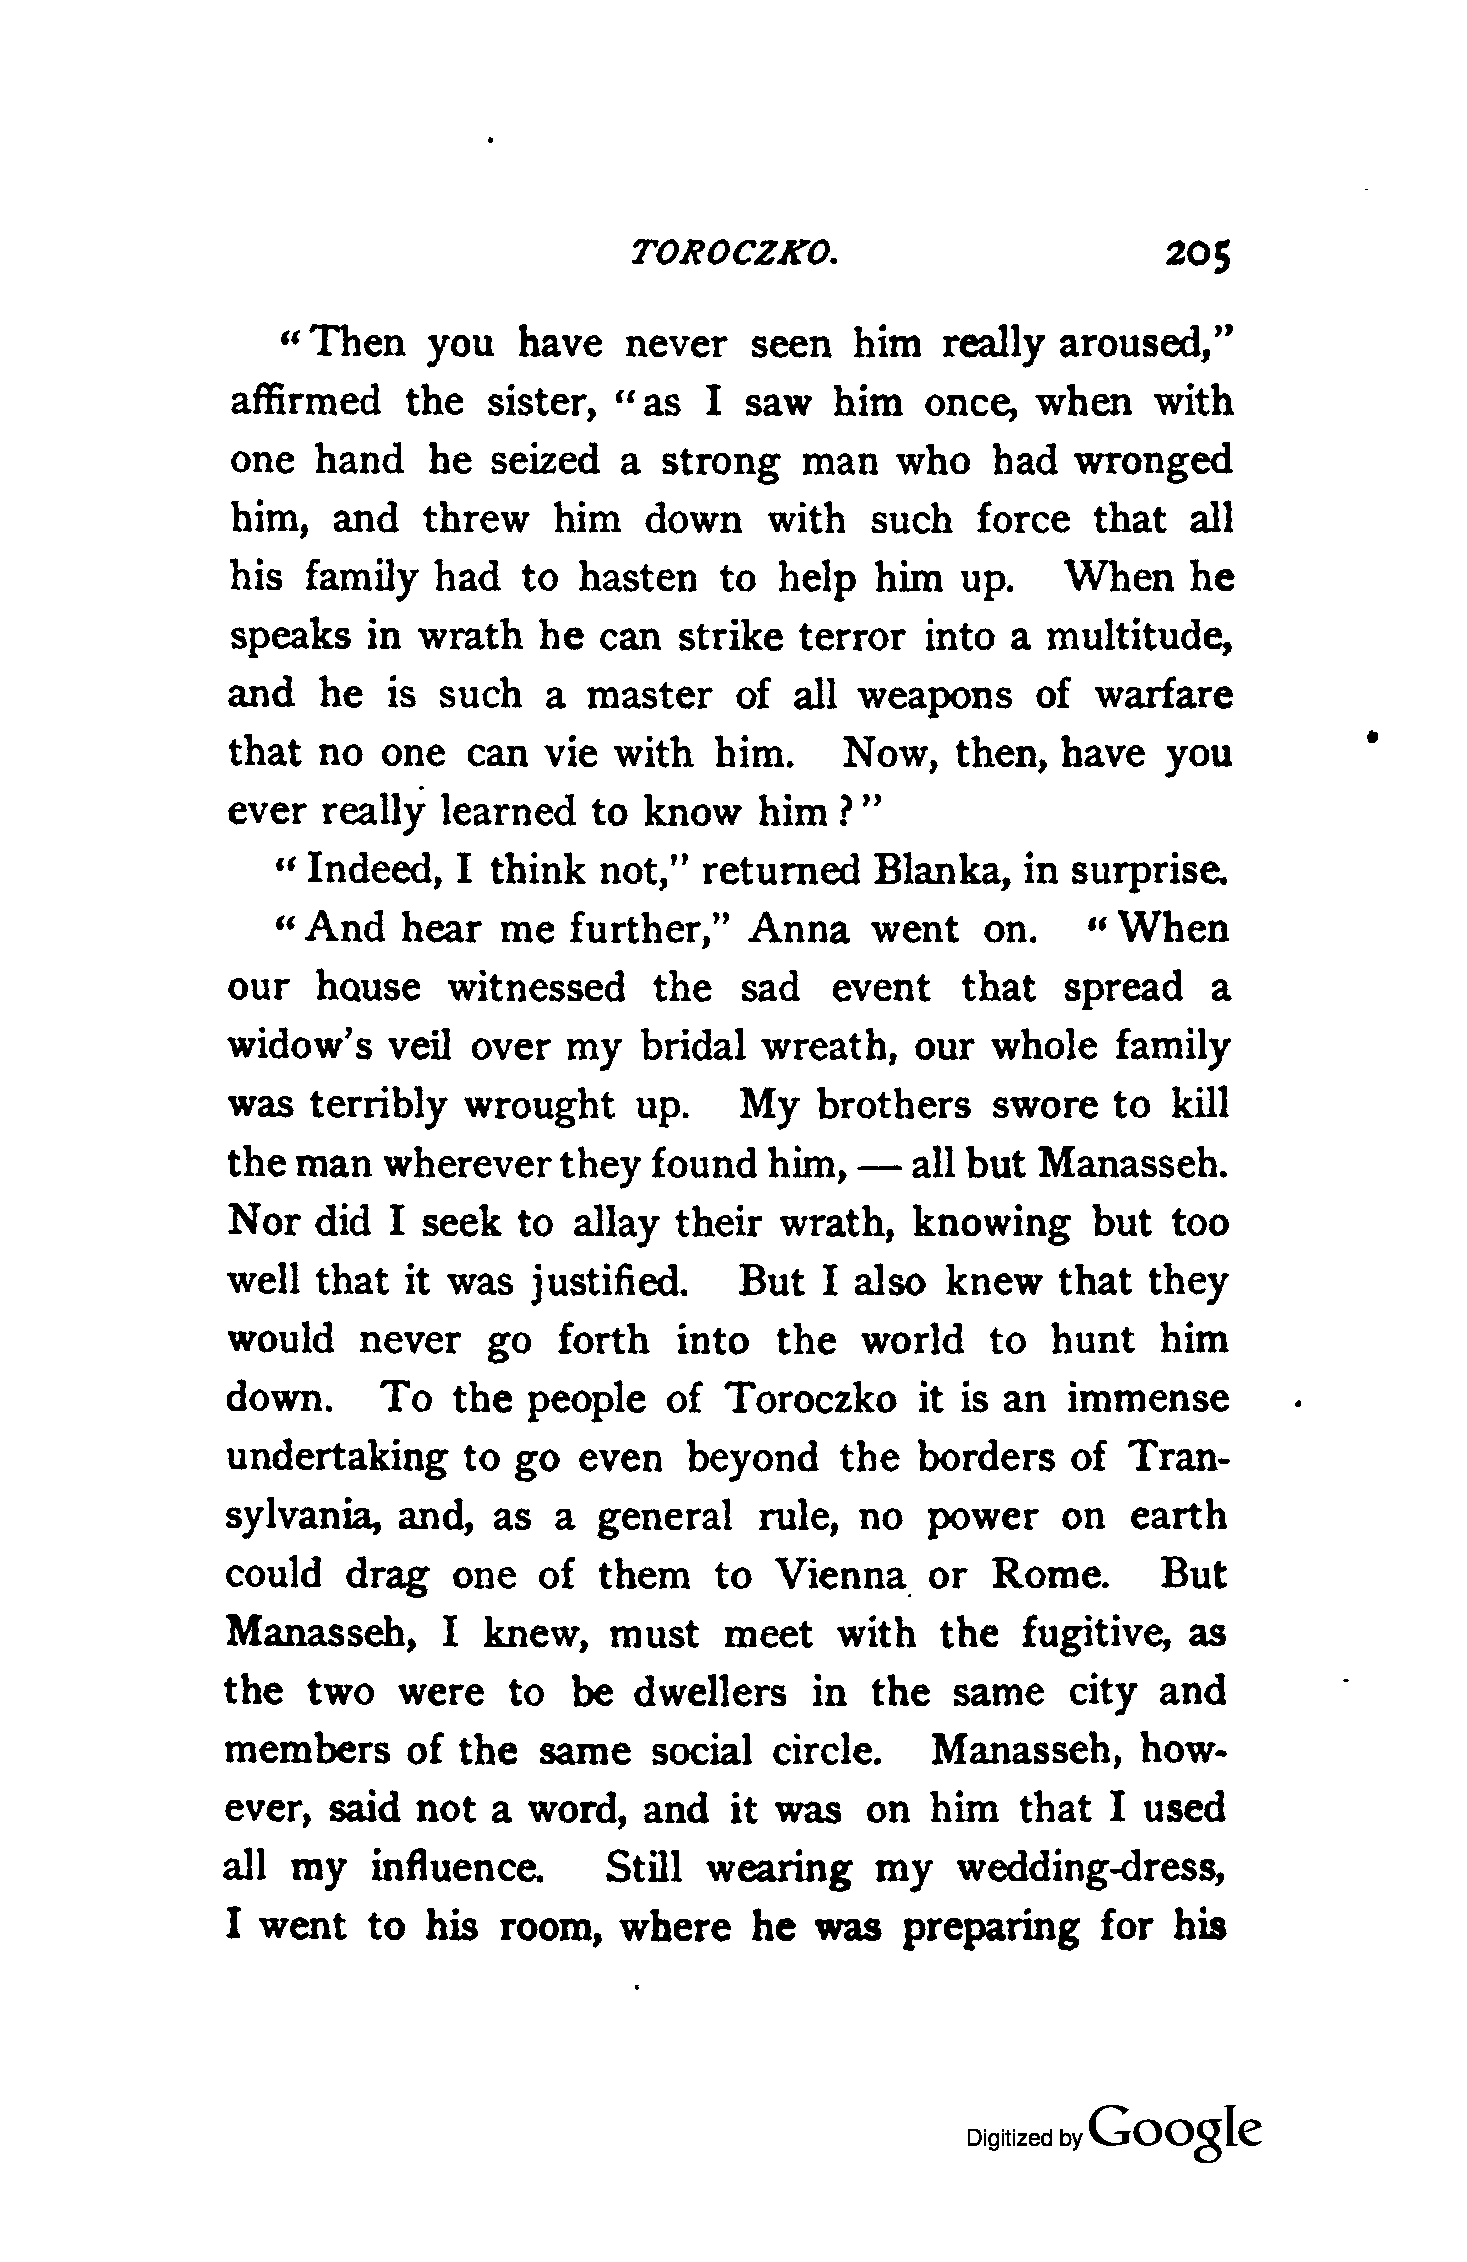 TOROCZKO. 205
“Then you have never seen him really aroused,”
affirmed the sister, “as I saw him once, when with
one hand he seized a strong man who had wronged
him, and threw him down with such force that all
his family had to hasten to help him up. When he
speaks in wrath he can strike terror into a multitude,
and he is such a master of all weapons of warfare
that no one can vie with him. Now, then, have you
ever really learned to know him?”
“Indeed, I think not,” returned Blanka, in surprise.
“And hear me further,” Anna went on. “When
our house witnessed the sad event that spread a
widow's veil over my bridal wreath, our whole family
was terribly wrought up. My brothers swore to kill
the man wherever they found him, — all but Manasseh.
Nor did I seek to allay their wrath, knowing but too
well that it was justified. But I also knew that they
would never go forth into the world to hunt him
down. To the people of Toroczko it is an immense
undertaking to go even beyond the borders of Tran-
sylvania, and, as a general rule, no power on earth
could drag one of them to Vienna or Rome. But
Manasseh, I knew, must meet with the fugitive, as
the two were to be dwellers in the same city and
members of the same social circle. Manasseh, how-
ever, said not a word, and it was on him that I used
all my influence. Still wearing my wedding-dress,
I went to his room, where he was preparing for his
Digitized by Google